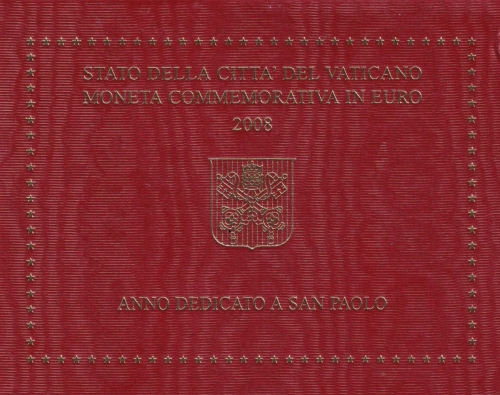 STATO DELLA CITTA' DEL VATICANO
MONETA COMMEMORATIVA IN EURO
2008
ANNO DEDICATO A SAN PAOLO